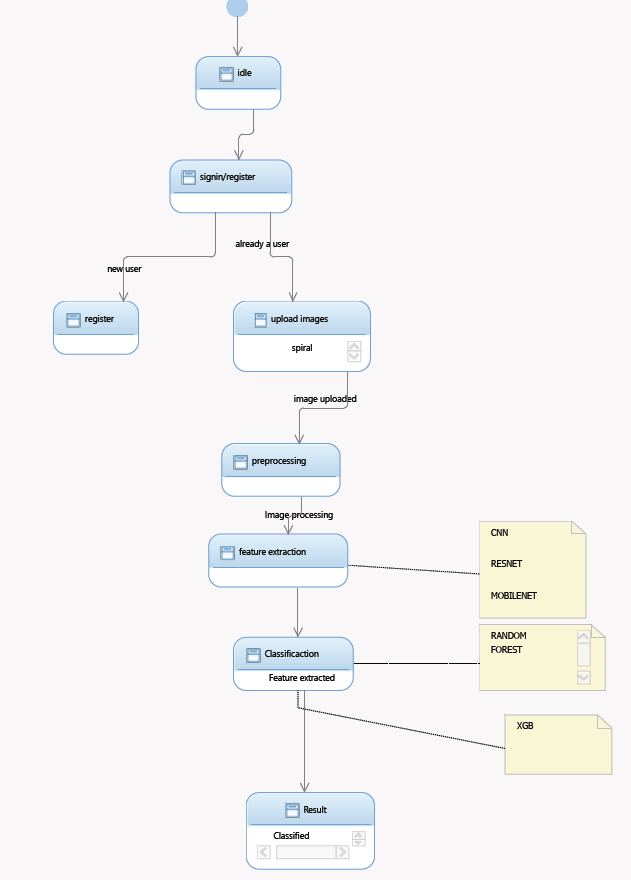 idle
signin/register
already a user
new user
register
upload images
spiral
image uploaded
preprocessing
Image processing
feature extraction
CNN
RESNET
MOBILENET
Classificaction
Feature extracted
RANDOM
FOREST
XGB
Result
Classified